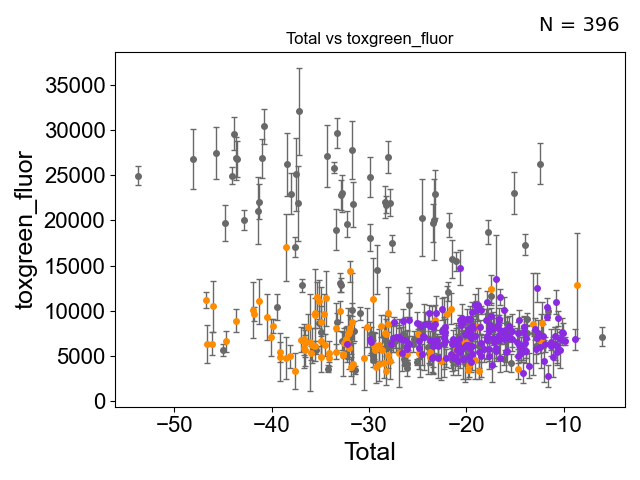 N = 396
Total vs toxgreen_fluor
toxgreen_fluor
35000
30000
25000
20000
15000
10000
5000
0
−50 −40 −30 −20 −10
Total